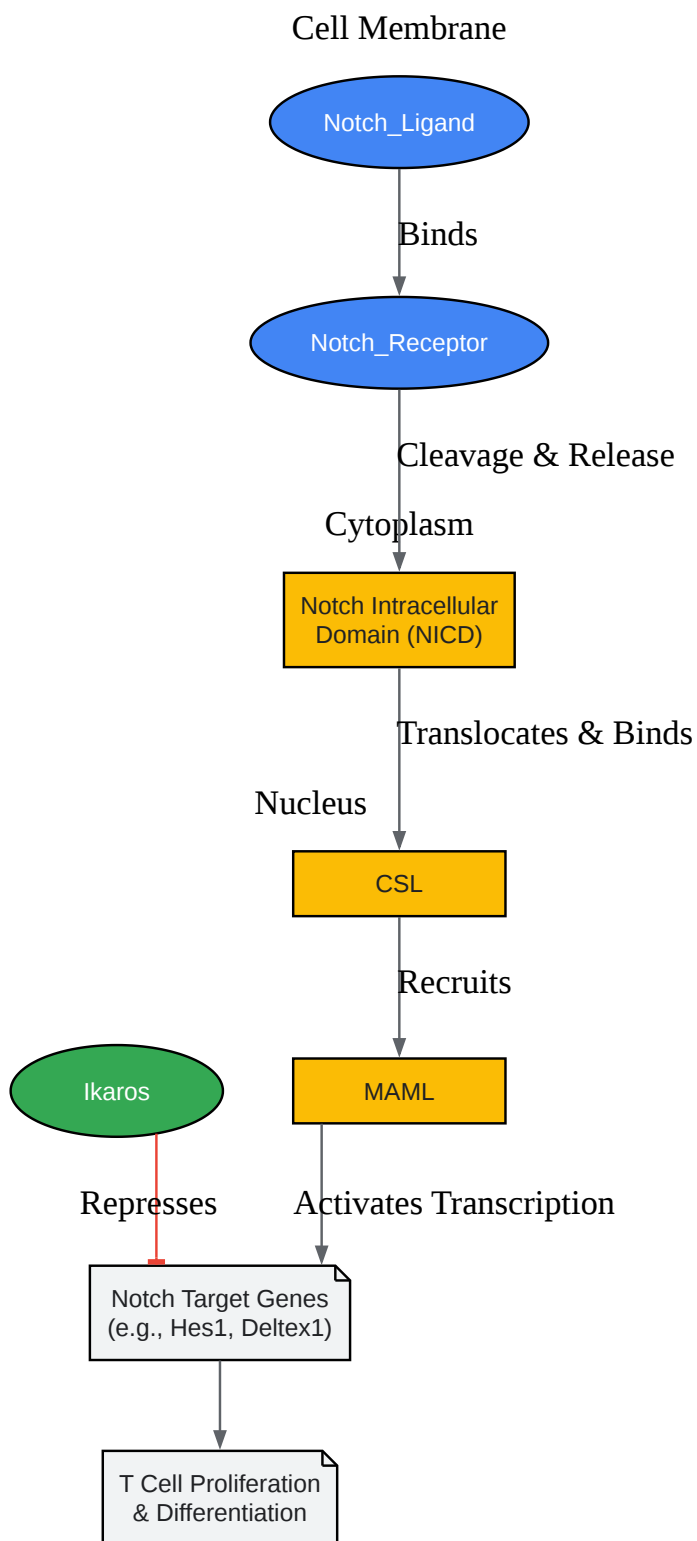 Cell Membrane
Notch_Ligand
Binds
Notch_Receptor
Cleavage & Release
Cytoplasm
Notch Intracellular
Domain (NICD)
Translocates & Binds
Nucleus
CSL
Recruits
Ikaros
MAML
Represses
Activates Transcription
Notch Target Genes
(e.g., Hes1, Deltex1)
T Cell Proliferation
& Differentiation